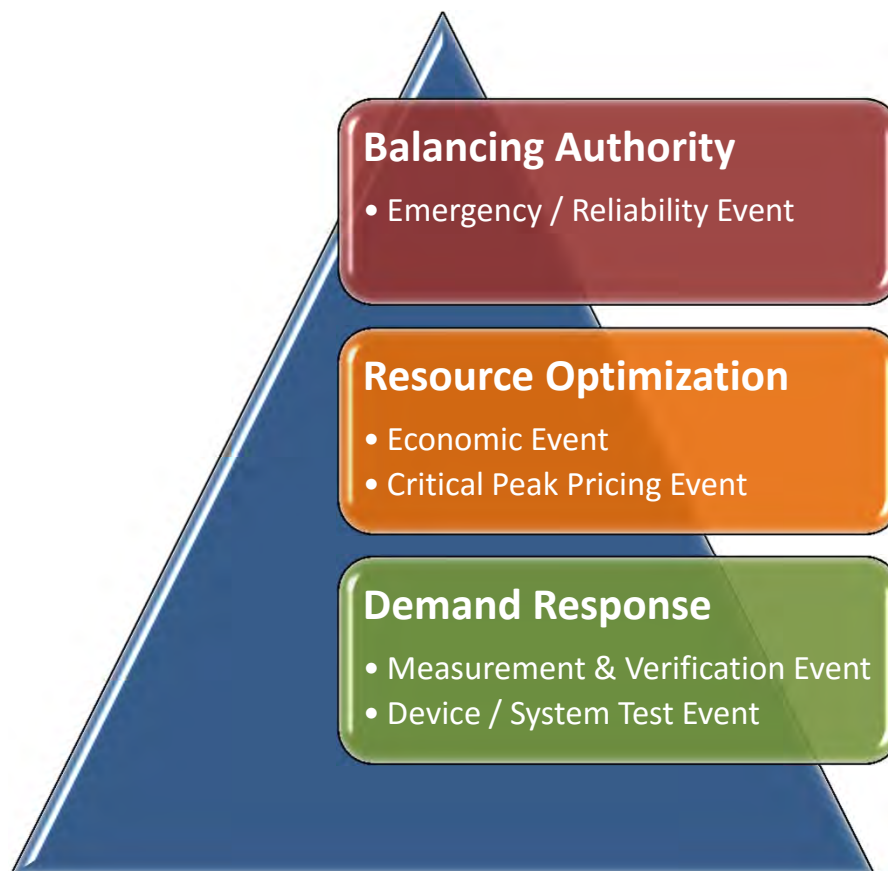 Balancing Authority
• Emergency / Reliability Event
Resource Optimization
• Economic Event
• Critical Peak Pricing Event
Demand Response
• Measurement & Verification Event
• Device / System Test Event